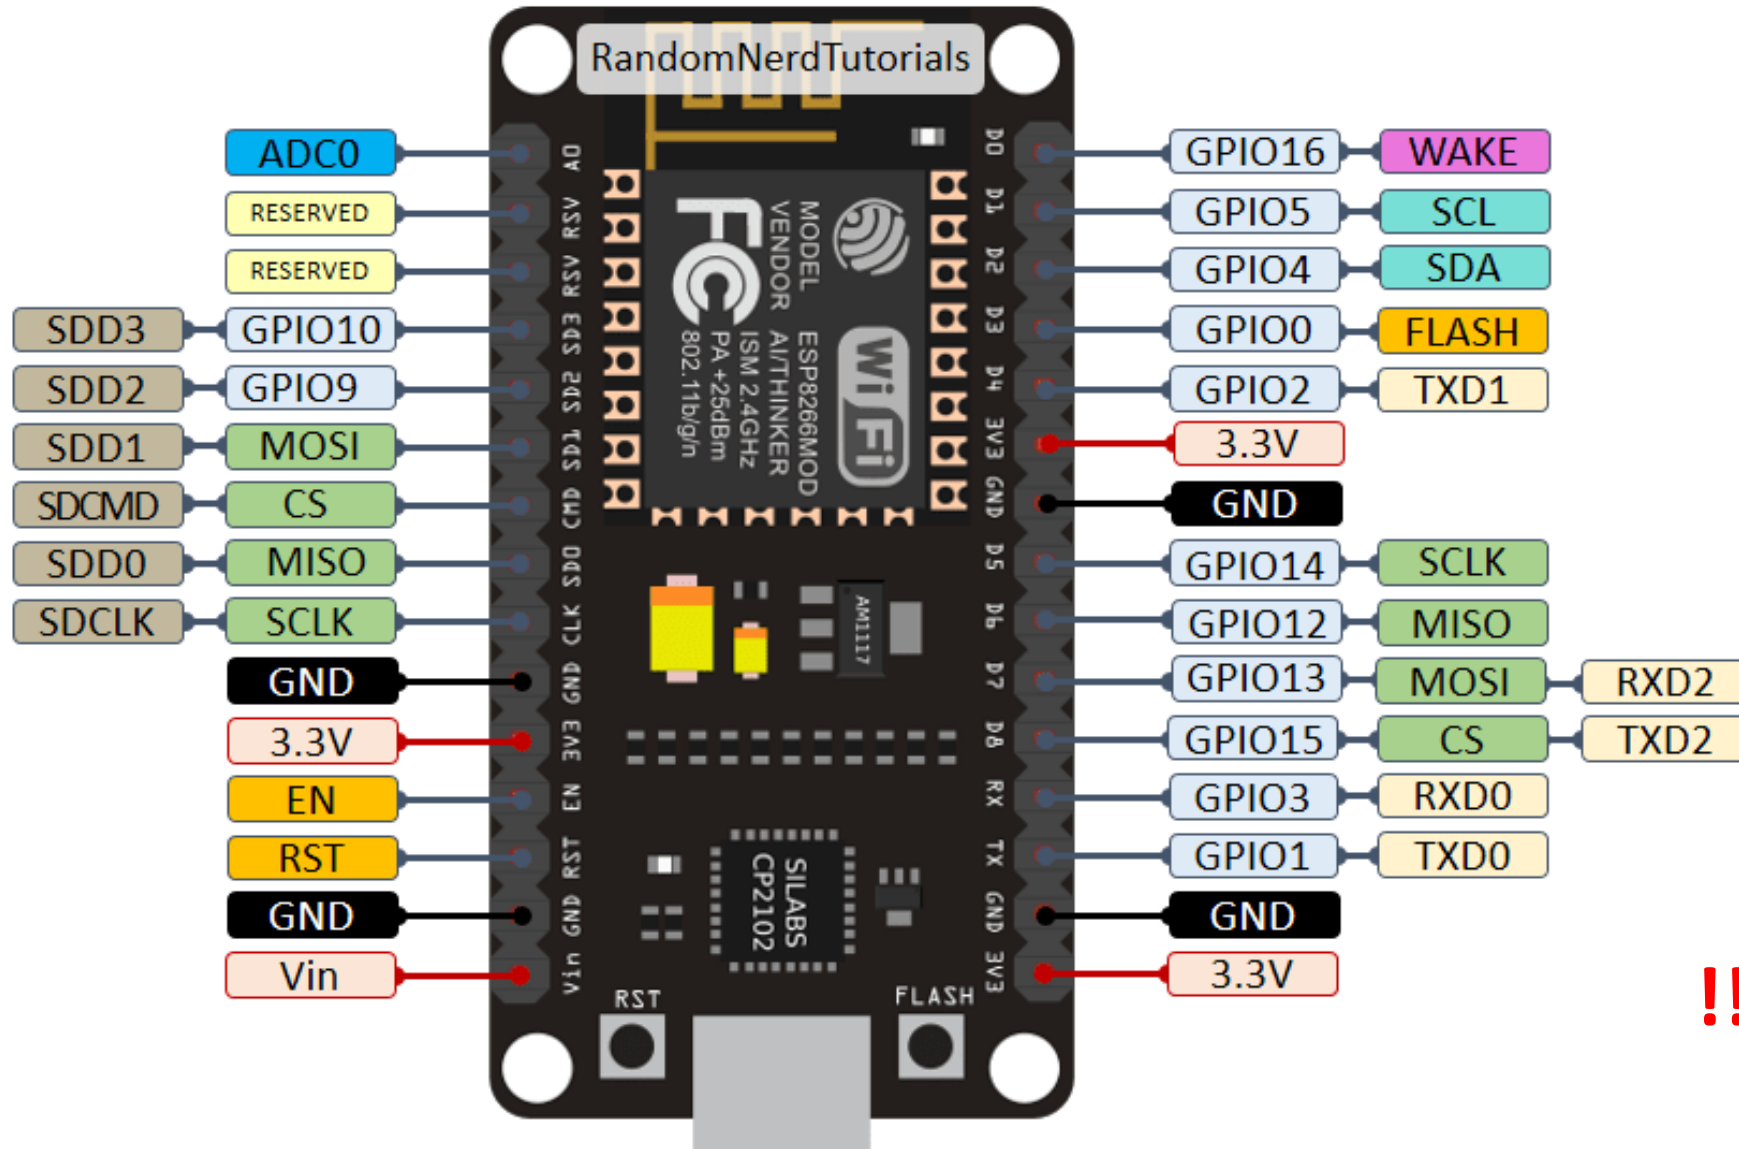 RandomNerdTutorials
ADC0
RESERVED
RESERVED
SDD3 GPIO10
SDD2 GPIO9
SDD1 MOSI
SDCMD CS
SDD0 MISO
SDCLK SCLK
GND
3.3V
EN
RST
GND
Vin
A0
RSV
RSV
SD3
SD2
SD1
CMD
SD0
CLK
GND
3V3
EN
RST
GND
Vin
MODEL ESP8266MOD
VENDOR AI/THINKER
ISM 2.4GHz
PA +25dBm
802.11b/g/n
FC
Wi Fi
AM1117
SILABS
CP2102
RST
FLASH
D0
D1
D2
D3
D4
3V3
GND
D5
D6
D7
D8
RX
TX
GND
3V3
GPIO16 WAKE
GPIO5 SCL
GPIO4 SDA
GPIO0 FLASH
GPIO2 TXD1
3.3V
GND
GPIO14 SCLK
GPIO12 MISO
GPIO13 MOSI RXD2
GPIO15 CS TXD2
GPIO3 RXD0
GPIO1 TXD0
GND
3.3V
!!